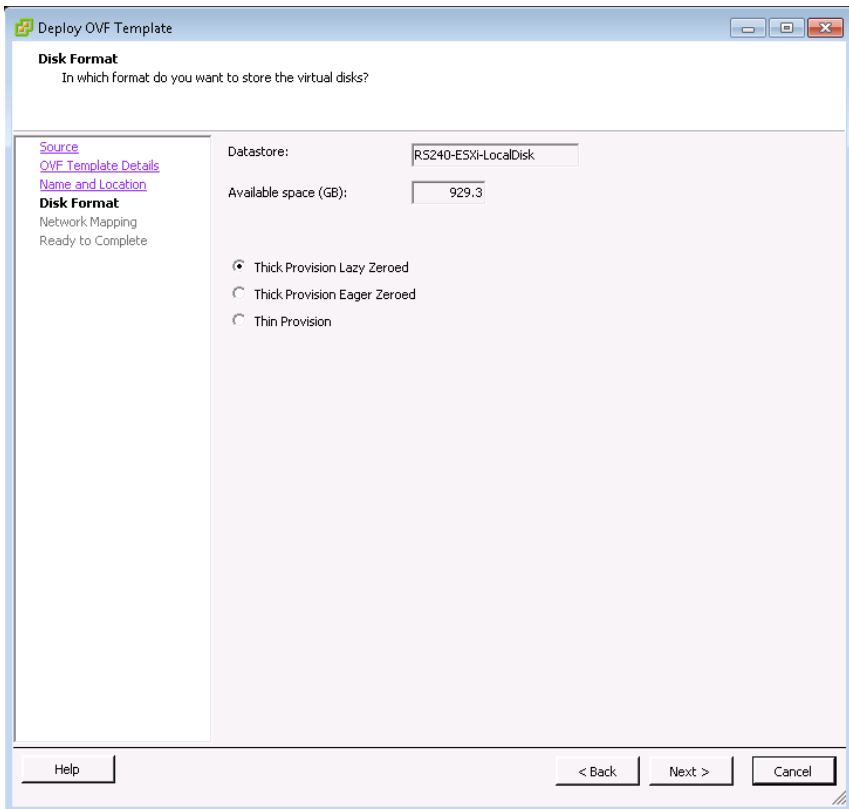 Deploy OVF Template
Disk Format
In which format do you want to store the virtual disks?
Source
OVF Template Details
Name and Location
Disk Format
Network Mapping
Ready to Complete
Datastore: RS240-ESXi-LocalDisk
Available space (GB): 929.3
Thick Provision Lazy Zeroed
Thick Provision Eager Zeroed
Thin Provision
Help
< Back
Next >
Cancel